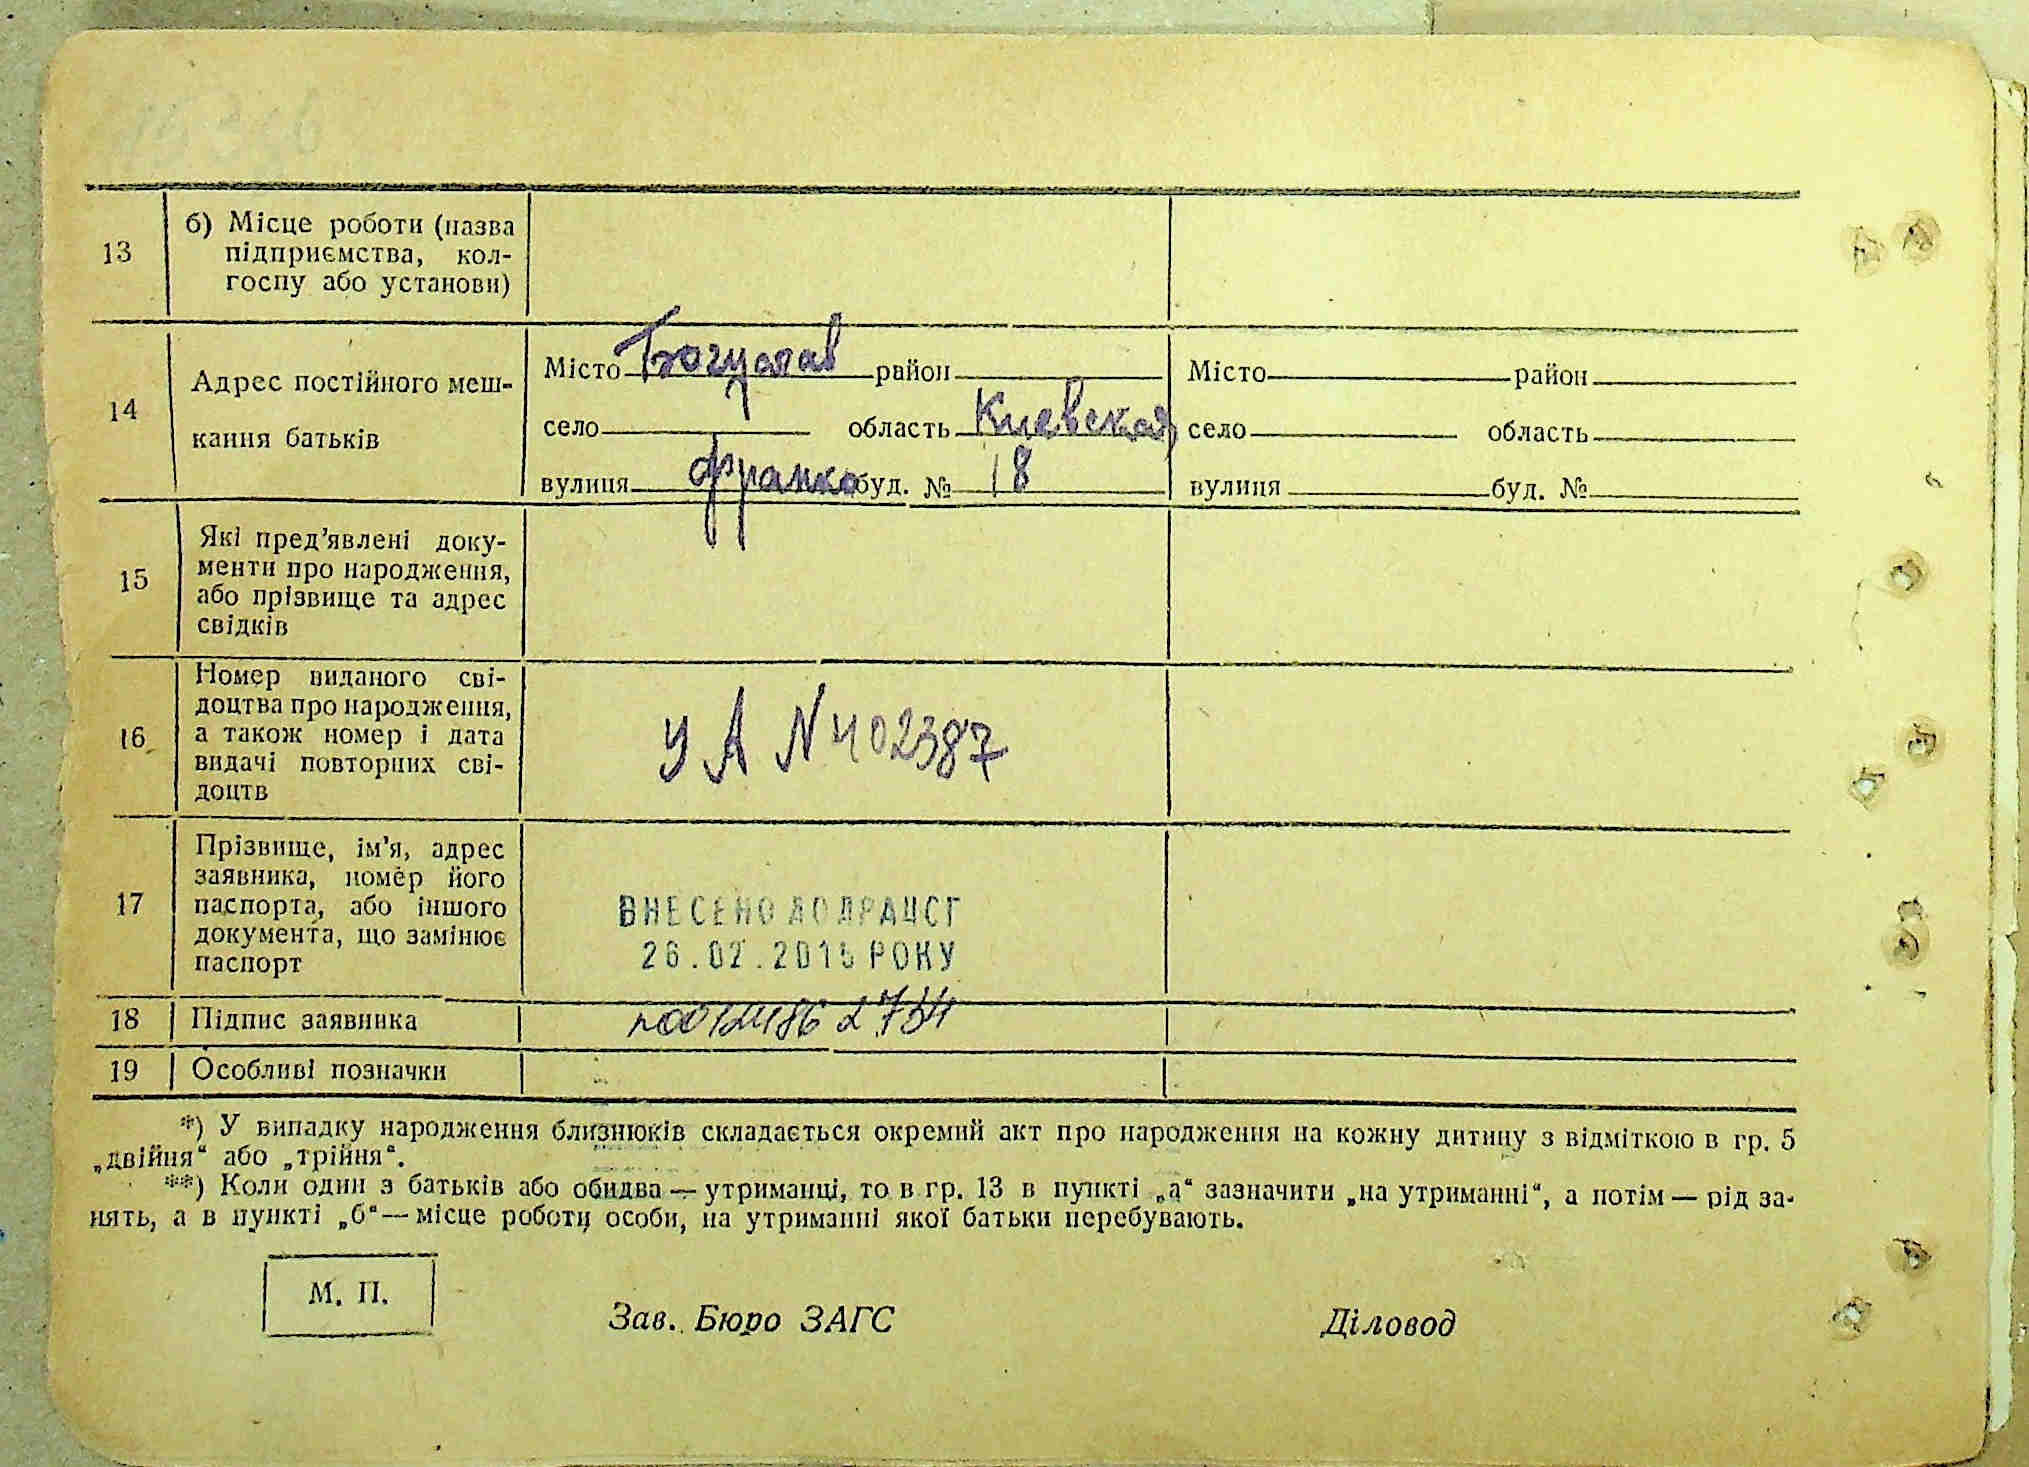 13 б) Місце роботи (назва
підприємства, кол-
госпу або установи)
14 Адрес постійного меш-
кання батьків
Місто Богуслав район
село область Киевская
вулиця Франко буд. № 18
Місто район
село область
вулиця буд. №
15 Які пред'явлені доку-
менти про народження,
або прізвище та адрес
свідків
16 Номер виданого сві-
доцтва про народження,
а також номер і дата
видачі повторних сві-
доцтв
У А N 402387
17 Прізвище, ім'я, адрес
заявника, номер його
паспорта, або іншого
документа, що замінює
паспорт
ВНЕСЕНО ДО ДРАЦСГ
26.02.2015 РОКУ
18 Підпис заявника
19 Особливі позначки
*) У випадку народження близнюків складається окремий акт про народження на кожну дитину з відміткою в гр. 5
„двійня“ або „трійня“.
**) Коли один з батьків або обидва — утриманці, то в гр. 13 в пункті „а“ зазначити „на утриманні“, а потім — рід за-
нять, а в пункті „б“ — місце роботи особи, на утриманні якої батьки перебувають.
М. П.
Зав. Бюро ЗАГС
Діловод